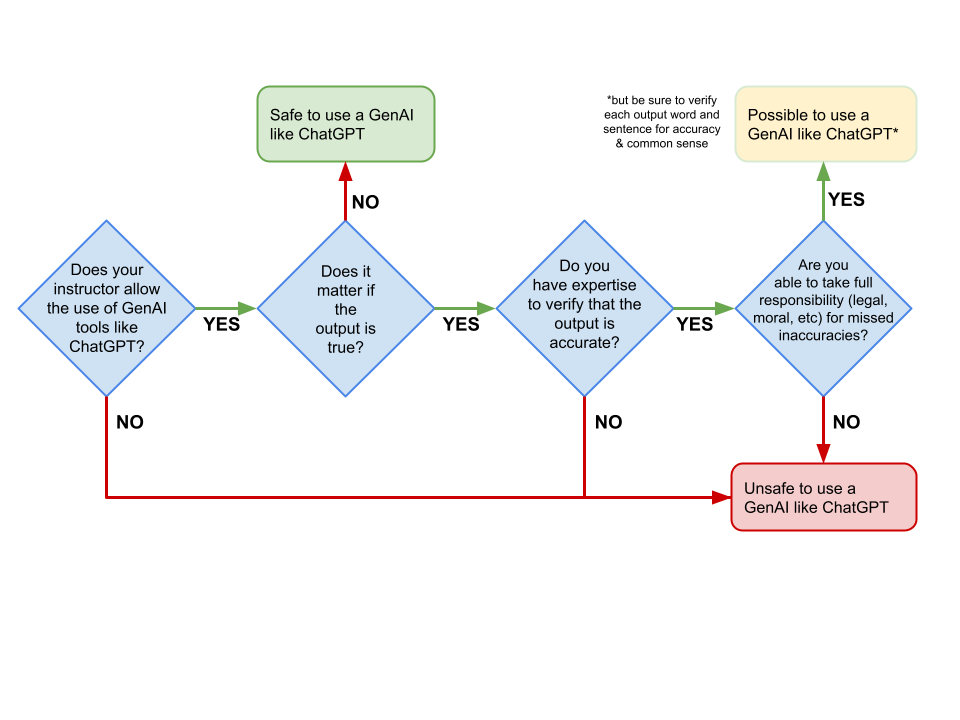 Safe to use a GenAI
like ChatGPT
*but be sure to verify
each output word and
sentence for accuracy
& common sense
Possible to use a
GenAI like ChatGPT*
NO
YES
Does your
instructor allow
the use of GenAI
tools like
ChatGPT?
YES
Does it
matter if
the
output is
true?
YES
Do you
have expertise
to verify that the
output is
accurate?
YES
Are you
able to take full
responsibility (legal,
moral, etc) for missed
inaccuracies?
NO
NO
NO
Unsafe to use a
GenAI like ChatGPT